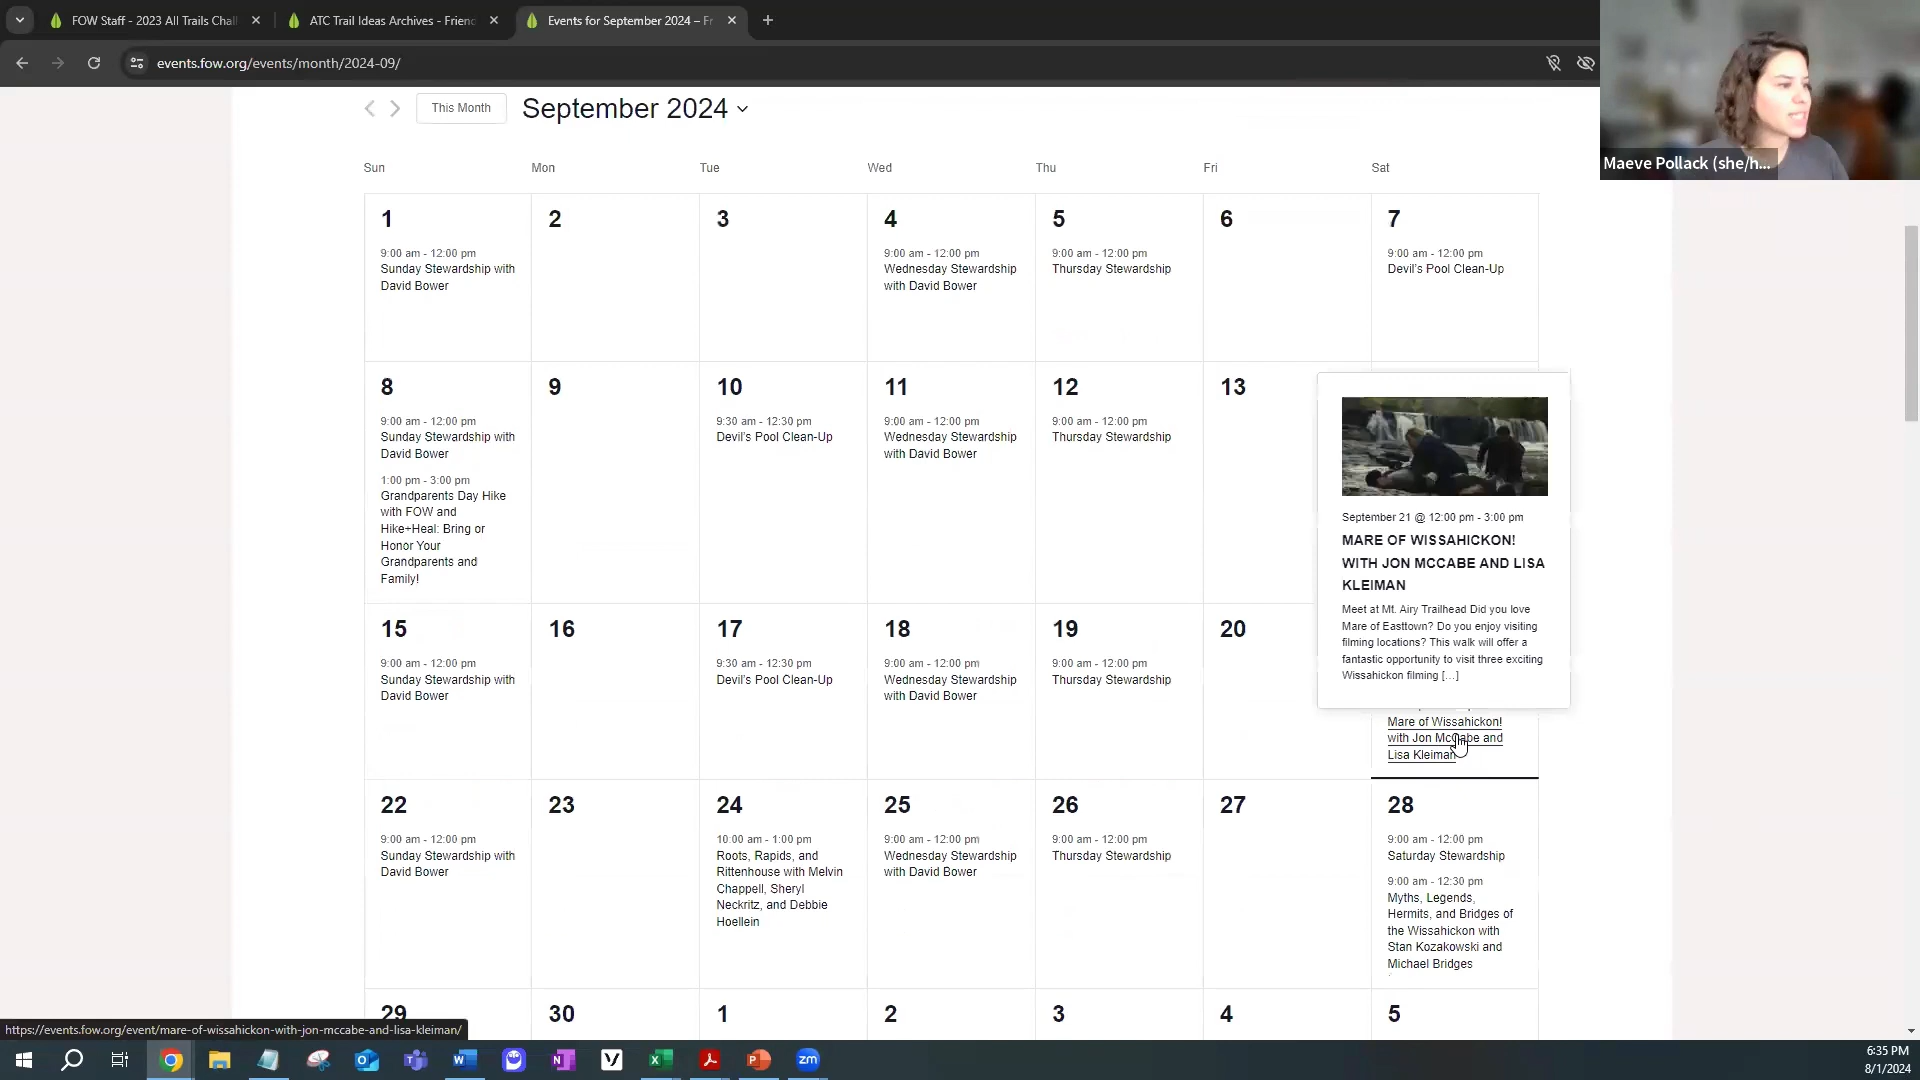 FOW Staff - 2023 All Trails Chall
ATC Trail Ideas Archives - Frienc
Events for September 2024 – Fr
events.fow.org/events/month/2024-09/
Maeve Pollack (she/h...
This Month
September 2024
Sun
Mon
Tue
Wed
Thu
Fri
Sat
1
9:00 am - 12:00 pm
Sunday Stewardship with
David Bower
2
3
4
9:00 am - 12:00 pm
Wednesday Stewardship
with David Bower
5
9:00 am - 12:00 pm
Thursday Stewardship
6
7
9:00 am - 12:00 pm
Devil's Pool Clean-Up
8
9:00 am - 12:00 pm
Sunday Stewardship with
David Bower
1:00 pm - 3:00 pm
Grandparents Day Hike
with FOW and
Hike+Heal: Bring or
Honor Your
Grandparents and
Family!
9
10
9:30 am - 12:30 pm
Devil's Pool Clean-Up
11
9:00 am - 12:00 pm
Wednesday Stewardship
with David Bower
12
9:00 am - 12:00 pm
Thursday Stewardship
13
September 21 @ 12:00 pm - 3:00 pm
MARE OF WISSAHICKON!
WITH JON MCCABE AND LISA
KLEIMAN
Meet at Mt. Airy Trailhead Did you love
Mare of Easttown? Do you enjoy visiting
filming locations? This walk will offer a
fantastic opportunity to visit three exciting
Wissahickon filming [...]
15
9:00 am - 12:00 pm
Sunday Stewardship with
David Bower
16
17
9:30 am - 12:30 pm
Devil's Pool Clean-Up
18
9:00 am - 12:00 pm
Wednesday Stewardship
with David Bower
19
9:00 am - 12:00 pm
Thursday Stewardship
20
Mare of Wissahickon!
with Jon McCabe and
Lisa Kleiman
22
9:00 am - 12:00 pm
Sunday Stewardship with
David Bower
23
24
10:00 am - 1:00 pm
Roots, Rapids, and
Rittenhouse with Melvin
Chappell, Sheryl
Neckritz, and Debbie
Hoellein
25
9:00 am - 12:00 pm
Wednesday Stewardship
with David Bower
26
9:00 am - 12:00 pm
Thursday Stewardship
27
28
9:00 am - 12:00 pm
Saturday Stewardship
9:00 am - 12:30 pm
Myths, Legends,
Hermits, and Bridges of
the Wissahickon with
Stan Kozakowski and
Michael Bridges
29
30
1
2
3
4
5
https://events.fow.org/event/mare-of-wissahickon-with-jon-mccabe-and-lisa-kleiman/
zm
6:35 PM
8/1/2024